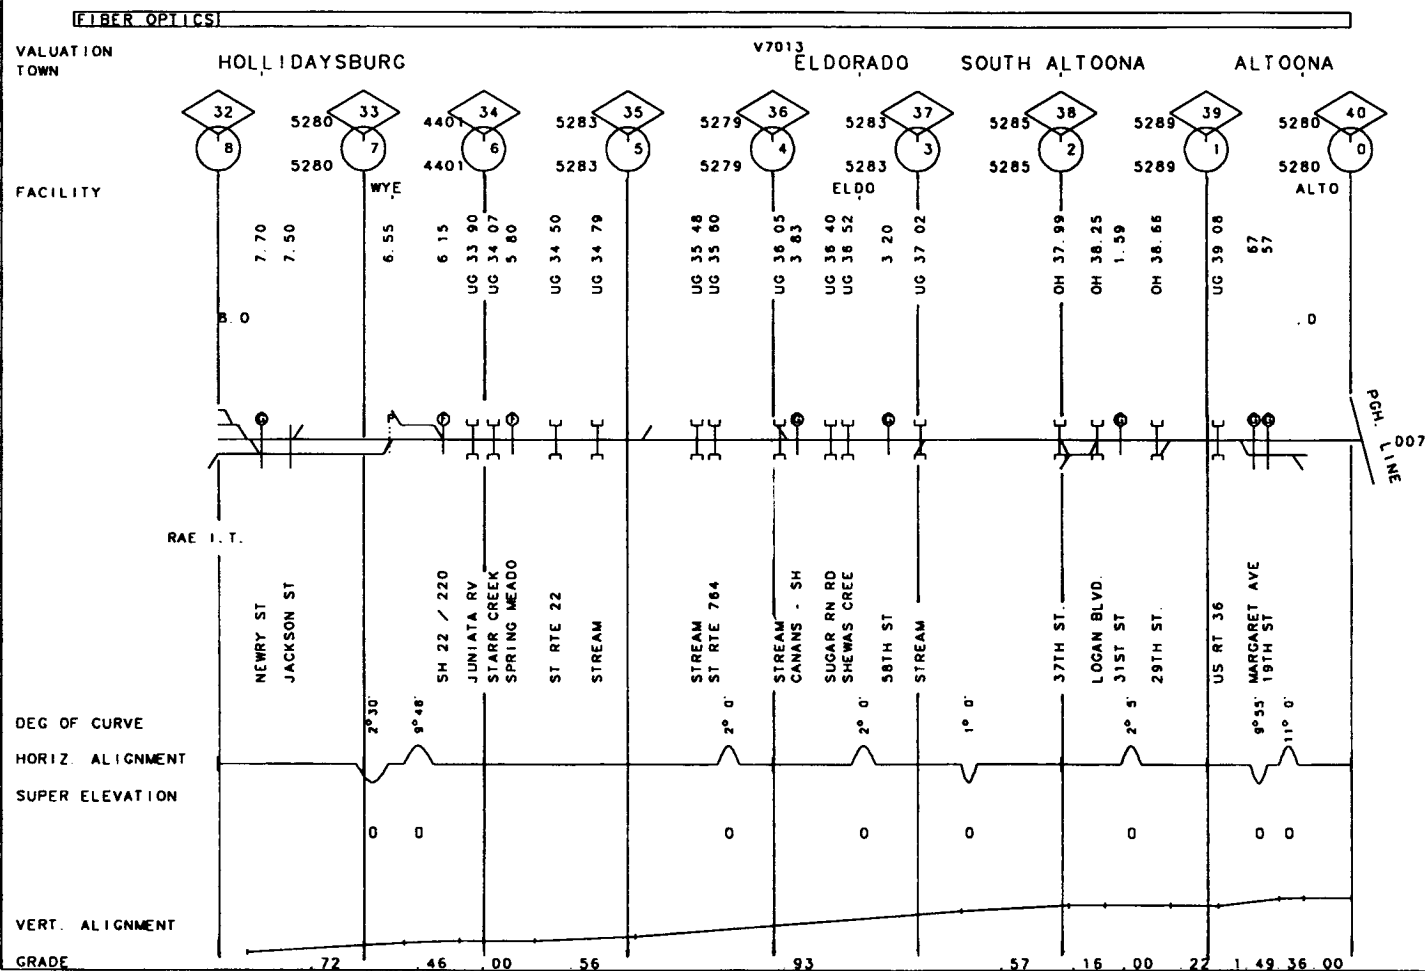 FIBER OPTICS
VALUATION V7013
TOWN HOLLIDAYSBURG ELDORADO SOUTH ALTOONA ALTOONA
32 33 34 35 36 37 38 39 40
5280 4401 5283 5279 5283 5285 5289 5280
8 7 6 5 4 3 2 1 0
5280 4401 5283 5279 5283 5285 5289 5280
FACILITY WYE ELDO ALTO
7.70
7.50
6.55
6 15
UG 33 90
UG 34 07
5 80
UG 34 50
UG 34 79
UG 35 48
UG 35 60
UG 36 05
3 83
UG 36 40
UG 36 52
3 20
UG 37 02
OH 37.99
OH 38.25
1.59
OH 38.66
UG 39 08
67
57
8.0 .0
PGH. LINE
007
RAE I.T.
NEWRY ST
JACKSON ST
SH 22 / 220
JUNIATA RV
STARR CREEK
SPRING MEADO
ST RTE 22
STREAM
STREAM
ST RTE 764
STREAM
CANANS - SH
SUGAR RN RD
SHEWAS CREE
58TH ST
STREAM
37TH ST.
LOGAN BLVD.
31ST ST
29TH ST.
US RT 36
MARGARET AVE
19TH ST
DEG OF CURVE 2°30' 9°48' 2° 0' 2° 0' 1° 0' 2° 5' 9°55' 11° 0'
HORIZ. ALIGNMENT
SUPER ELEVATION
0 0 0 0 0 0 0 0
VERT. ALIGNMENT
GRADE .72 .46 .00 .56 .93 .57 .16 .00 .22 1.49 .36 .00